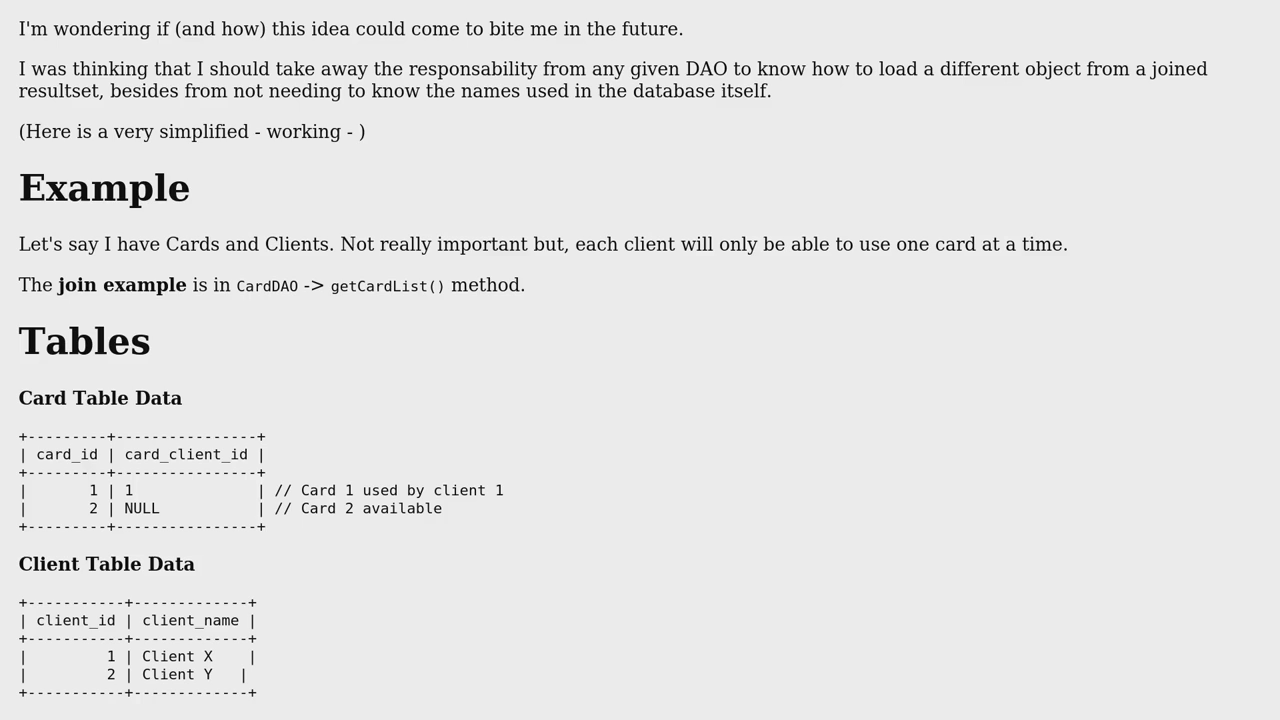 I'm wondering if (and how) this idea could come to bite me in the future.
I was thinking that I should take away the responsability from any given DAO to know how to load a different object from a joined
resultset, besides from not needing to know the names used in the database itself.
(Here is a very simplified - working - )
Example
Let's say I have Cards and Clients. Not really important but, each client will only be able to use one card at a time.
The join example is in CardDAO -> getCardList() method.
Tables
Card Table Data
+---------+----------------+
| card_id | card_client_id |
+---------+----------------+
|       1 | 1              | // Card 1 used by client 1
|       2 | NULL           | // Card 2 available
+---------+----------------+
Client Table Data
+-----------+-------------+
| client_id | client_name |
+-----------+-------------+
|         1 | Client X    |
|         2 | Client Y   |
+-----------+-------------+